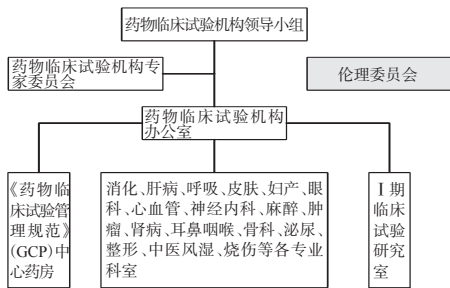 药物临床试验机构领导小组
药物临床试验机构专
家委员会
伦理委员会
药物临床试验机构
办公室
《药物临
床试验管
理规范》
(GCP)中
心药房
消化、肝病、呼吸、皮肤、妇产、眼
科、心血管、神经内科、麻醉、肿
瘤、肾病、耳鼻咽喉、骨科、泌尿、
整形、中医风湿、烧伤等各专业
科室
Ⅰ期
临床
试验
研究
室